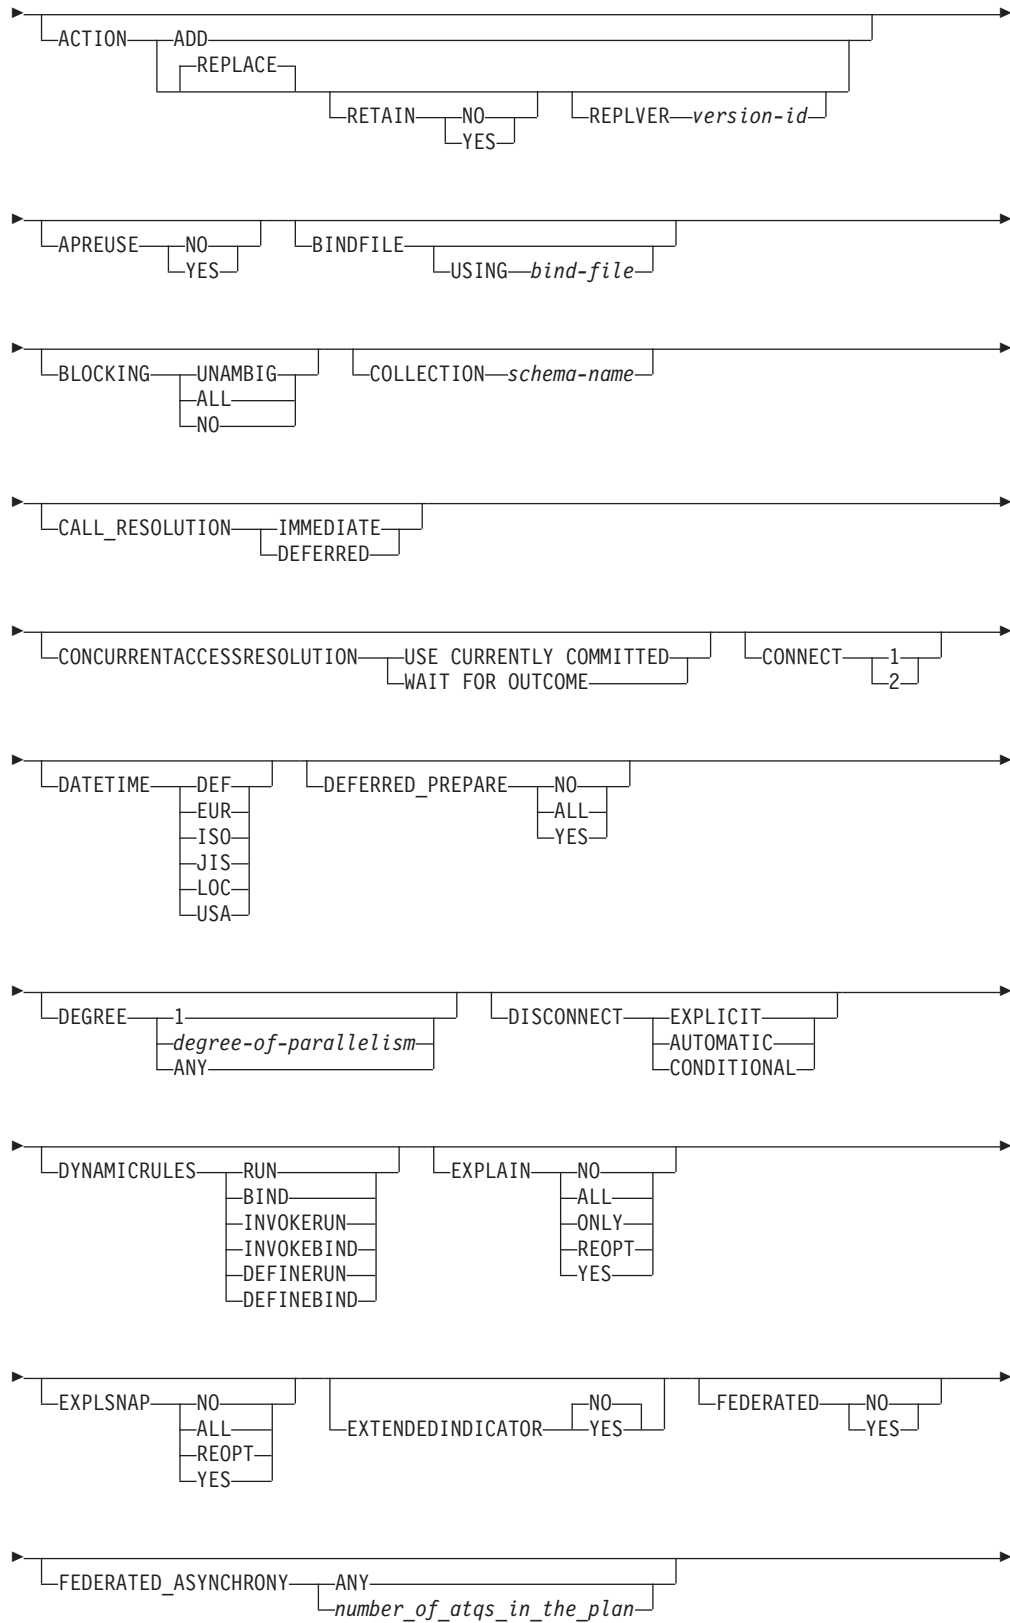 ACTION ADD
REPLACE
RETAIN NO REPLVER version-id
YES
APREUSE NO BINDFILE
YES USING bind-file
BLOCKING UNAMBIG COLLECTION schema-name
ALL
NO
CALL_RESOLUTION IMMEDIATE
DEFERRED
CONCURRENTACCESSRESOLUTION USE CURRENTLY COMMITTED CONNECT 1
WAIT FOR OUTCOME 2
DATETIME DEF DEFERRED_PREPARE NO
EUR ALL
ISO YES
JIS
LOC
USA
DEGREE 1 DISCONNECT EXPLICIT
degree-of-parallelism AUTOMATIC
ANY CONDITIONAL
DYNAMICRULES RUN EXPLAIN NO
BIND ALL
INVOKERUN ONLY
INVOKEBIND REOPT
DEFINERUN YES
DEFINEBIND
EXPLSNAP NO NO FEDERATED NO
ALL EXTENDEDINDICATOR YES YES
REOPT
YES
FEDERATED_ASYNCHRONY ANY
number_of_atqs_in_the_plan